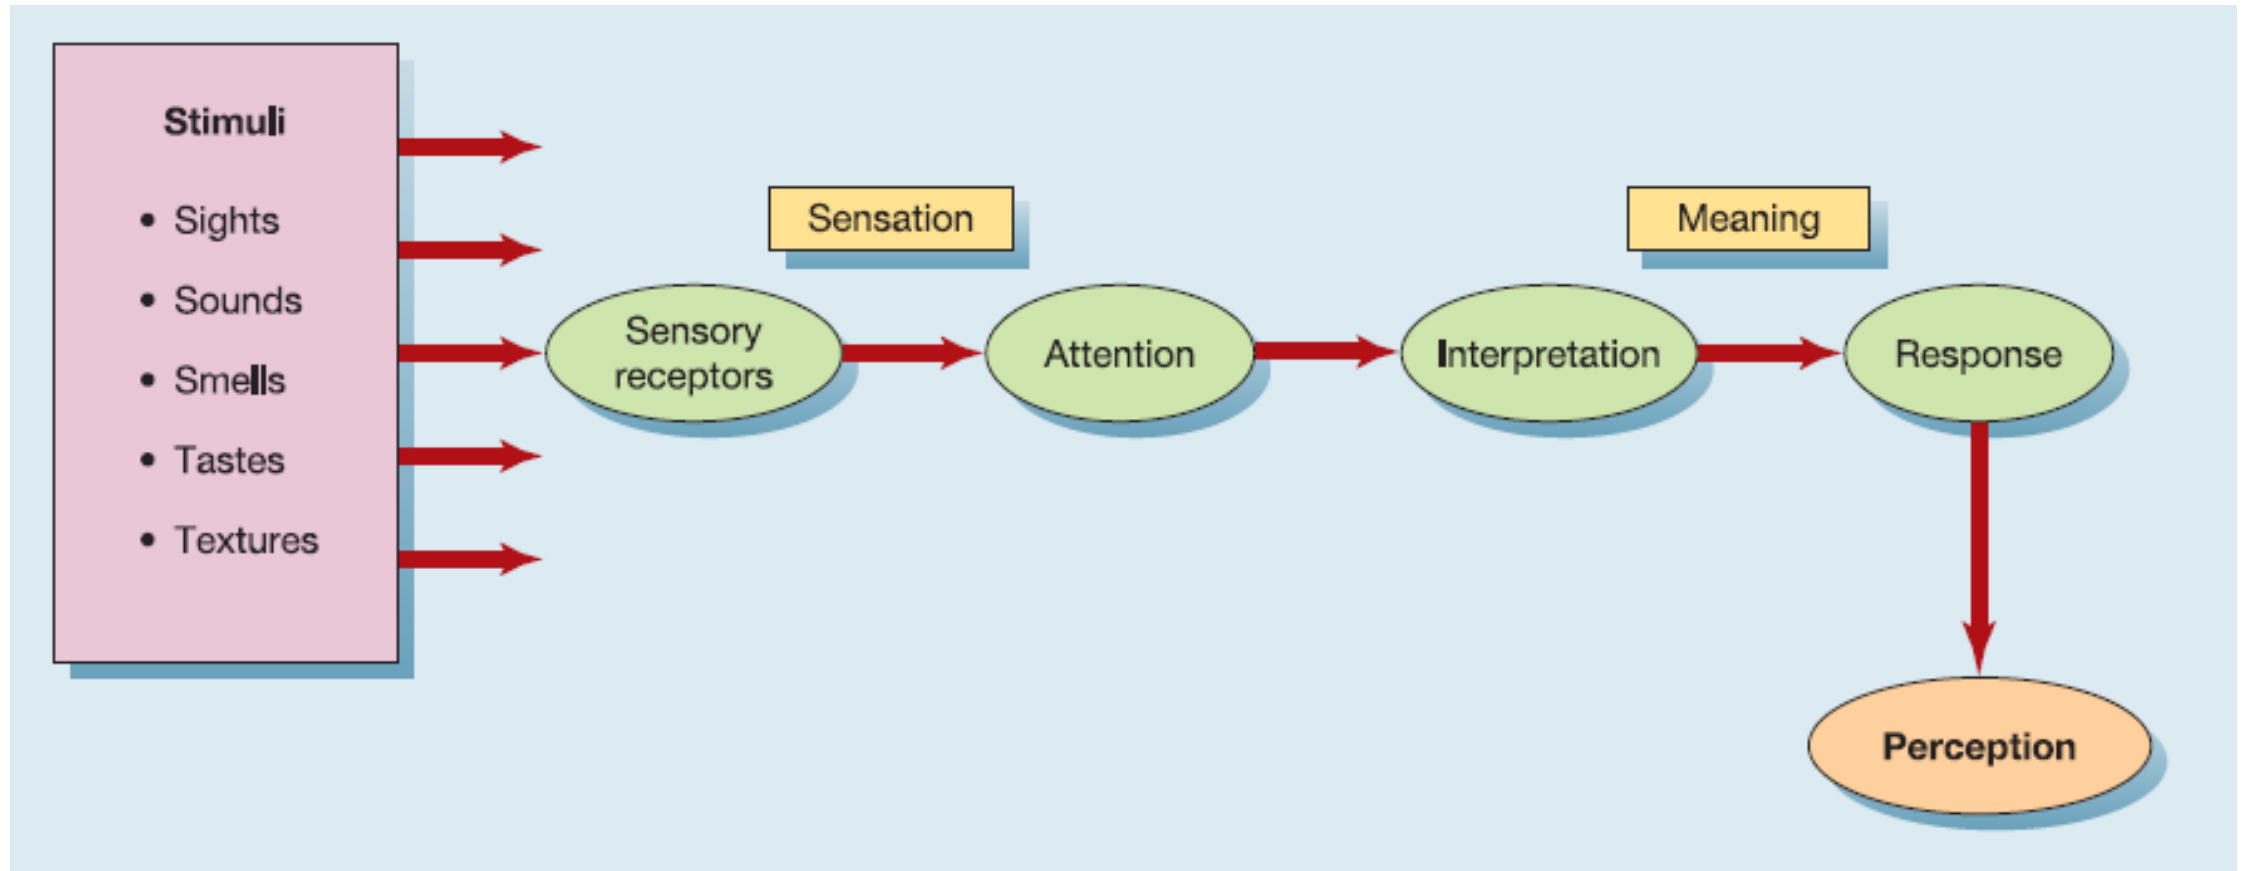 Stimuli
• Sights
• Sounds
• Smells
• Tastes
• Textures
Sensation
Meaning
Sensory
receptors
Attention
Interpretation
Response
Perception